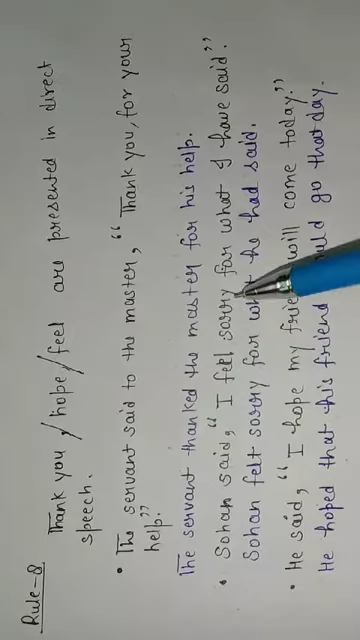 Rule-8
Thank you / hope / feel are presented in direct
speech.
• The servant said to the master, "Thank you, for your
help."
The servant thanked the master for his help.
• Sohan said, "I feel sorry for what I have said."
Sohan felt sorry for what he had said.
• He said, "I hope my friend will come today."
He hoped that his friend would go that day.